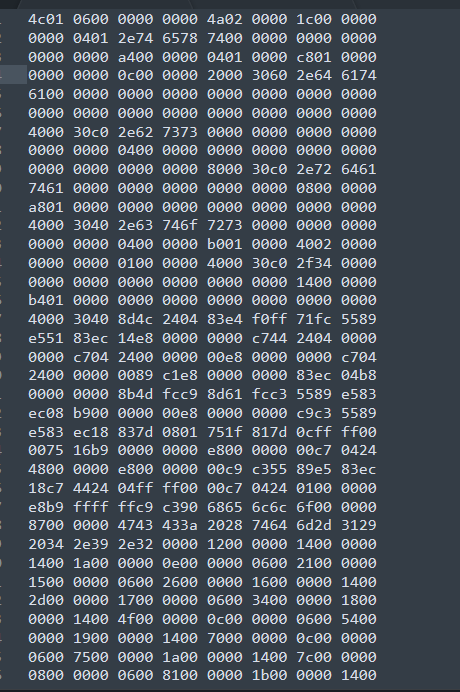 4c01 0600 0000 0000 4a02 0000 1c00 0000
0000 0401 2e74 6578 7400 0000 0000 0000
0000 0000 a400 0000 0401 0000 c801 0000
0000 0000 0c00 0000 2000 3060 2e64 6174
6100 0000 0000 0000 0000 0000 0000 0000
0000 0000 0000 0000 0000 0000 0000 0000
4000 30c0 2e62 7373 0000 0000 0000 0000
0000 0000 0400 0000 0000 0000 0000 0000
0000 0000 0000 0000 8000 30c0 2e72 6461
7461 0000 0000 0000 0000 0000 0800 0000
a801 0000 0000 0000 0000 0000 0000 0000
4000 3040 2e63 746f 7273 0000 0000 0000
0000 0000 0400 0000 b001 0000 4002 0000
0000 0000 0100 0000 4000 30c0 2f34 0000
0000 0000 0000 0000 0000 0000 1400 0000
b401 0000 0000 0000 0000 0000 0000 0000
4000 3040 8d4c 2404 83e4 f0ff 71fc 5589
e551 83ec 14e8 0000 0000 c744 2404 0000
0000 c704 2400 0000 00e8 0000 0000 c704
2400 0000 0089 c1e8 0000 0000 83ec 04b8
0000 0000 8b4d fcc9 8d61 fcc3 5589 e583
ec08 b900 0000 00e8 0000 0000 c9c3 5589
e583 ec18 837d 0801 751f 817d 0cff ff00
0075 16b9 0000 0000 e800 0000 00c7 0424
4800 0000 e800 0000 00c9 c355 89e5 83ec
18c7 4424 04ff ff00 00c7 0424 0100 0000
e8b9 ffff ffc9 c390 6865 6c6c 6f00 0000
8700 0000 4743 433a 2028 7464 6d2d 3129
2034 2e39 2e32 0000 1200 0000 1400 0000
1400 1a00 0000 0e00 0000 0600 2100 0000
1500 0000 0600 2600 0000 1600 0000 1400
2d00 0000 1700 0000 0600 3400 0000 1800
0000 1400 4f00 0000 0c00 0000 0600 5400
0000 1900 0000 1400 7000 0000 0c00 0000
0600 7500 0000 1a00 0000 1400 7c00 0000
0800 0000 0600 8100 0000 1b00 0000 1400